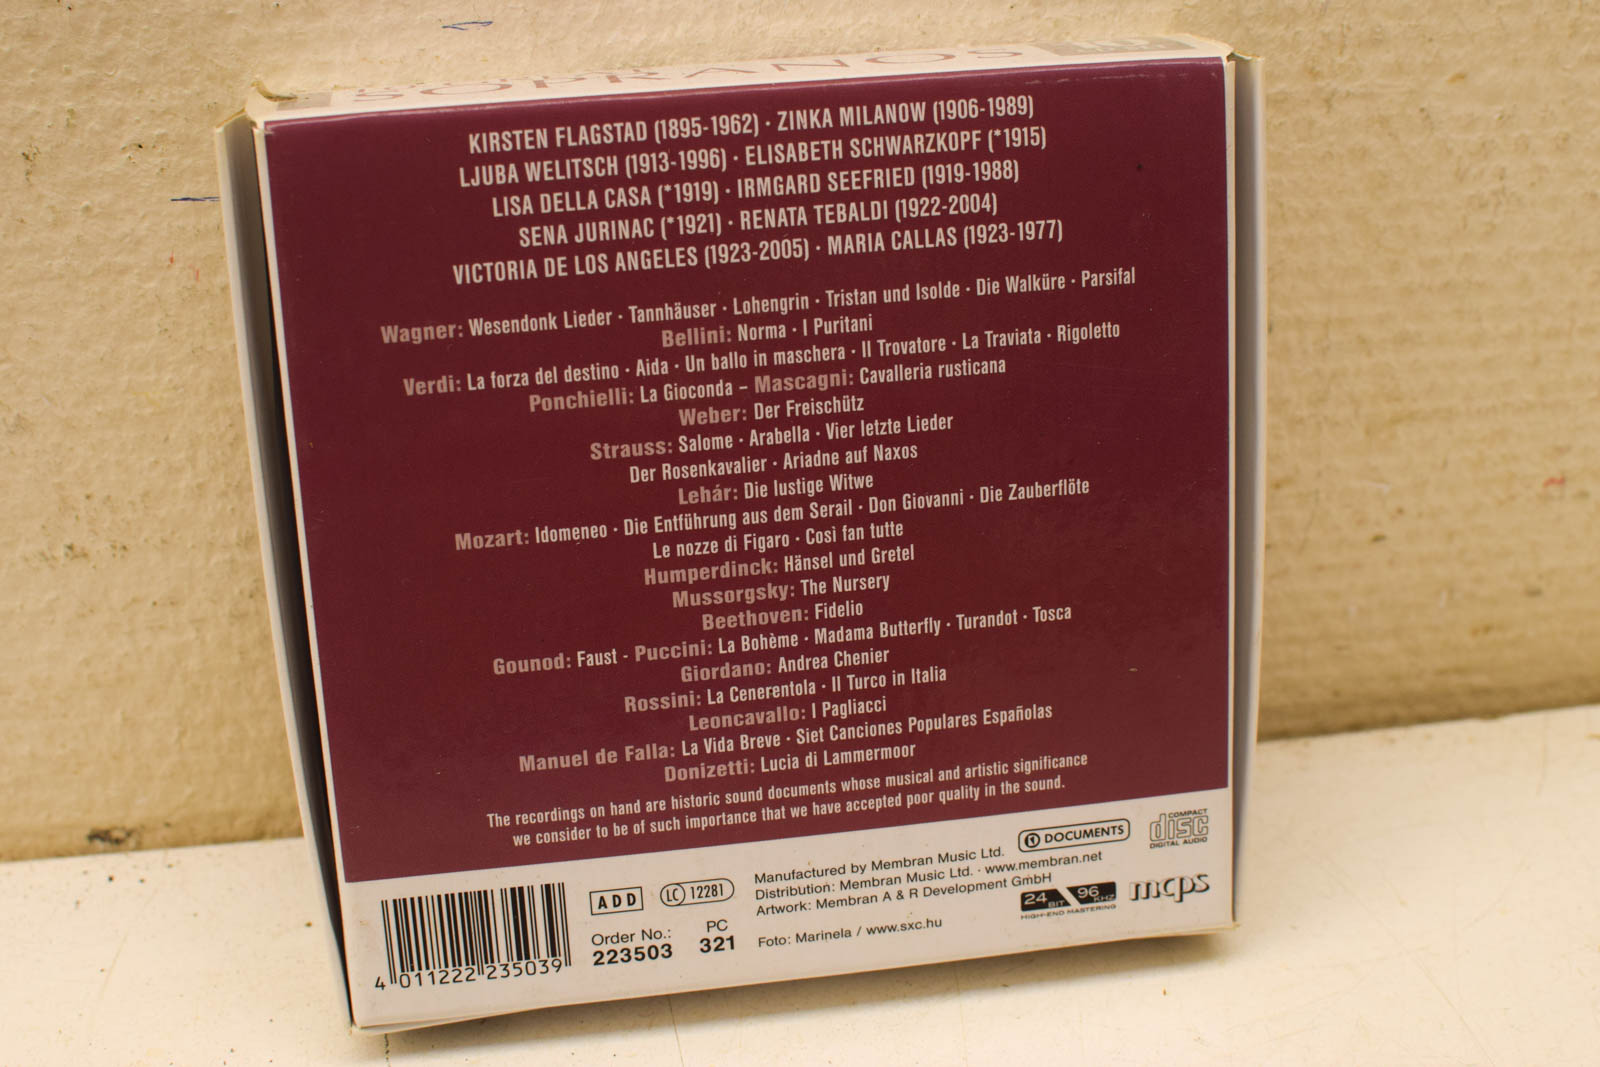 SOPRANOS
KIRSTEN FLAGSTAD (1895-1962) · ZINKA MILANOW (1906-1989)
LJUBA WELITSCH (1913-1996) · ELISABETH SCHWARZKOPF (*1915)
LISA DELLA CASA (*1919) · IRMGARD SEEFRIED (1919-1988)
SENA JURINAC (*1921) · RENATA TEBALDI (1922-2004)
VICTORIA DE LOS ANGELES (1923-2005) · MARIA CALLAS (1923-1977)
Wagner: Wesendonk Lieder · Tannhäuser · Lohengrin · Tristan und Isolde · Die Walküre · Parsifal
Bellini: Norma · I Puritani
Verdi: La forza del destino · Aida · Un ballo in maschera · Il Trovatore · La Traviata · Rigoletto
Ponchielli: La Gioconda – Mascagni: Cavalleria rusticana
Weber: Der Freischütz
Strauss: Salome · Arabella · Vier letzte Lieder
Der Rosenkavalier · Ariadne auf Naxos
Lehár: Die lustige Witwe
Mozart: Idomeneo · Die Entführung aus dem Serail · Don Giovanni · Die Zauberflöte
Le nozze di Figaro · Così fan tutte
Humperdinck: Hänsel und Gretel
Mussorgsky: The Nursery
Beethoven: Fidelio
Gounod: Faust - Puccini: La Bohème · Madama Butterfly · Turandot · Tosca
Giordano: Andrea Chenier
Rossini: La Cenerentola · Il Turco in Italia
Leoncavallo: I Pagliacci
Manuel de Falla: La Vida Breve · Siet Canciones Populares Españolas
Donizetti: Lucia di Lammermoor
The recordings on hand are historic sound documents whose musical and artistic significance
we consider to be of such importance that we have accepted poor quality in the sound.
4 011222 235039
ADD
LC 12281
Order No.:
223503
PC
321
Manufactured by Membran Music Ltd.
Distribution: Membran Music Ltd. · www.membran.net
Artwork: Membran A & R Development GmbH
Foto: Marinela / www.sxc.hu
DOCUMENTS
COMPACT
disc
DIGITAL AUDIO
24 BIT 96 KHZ
HIGH-END MASTERING
mcps